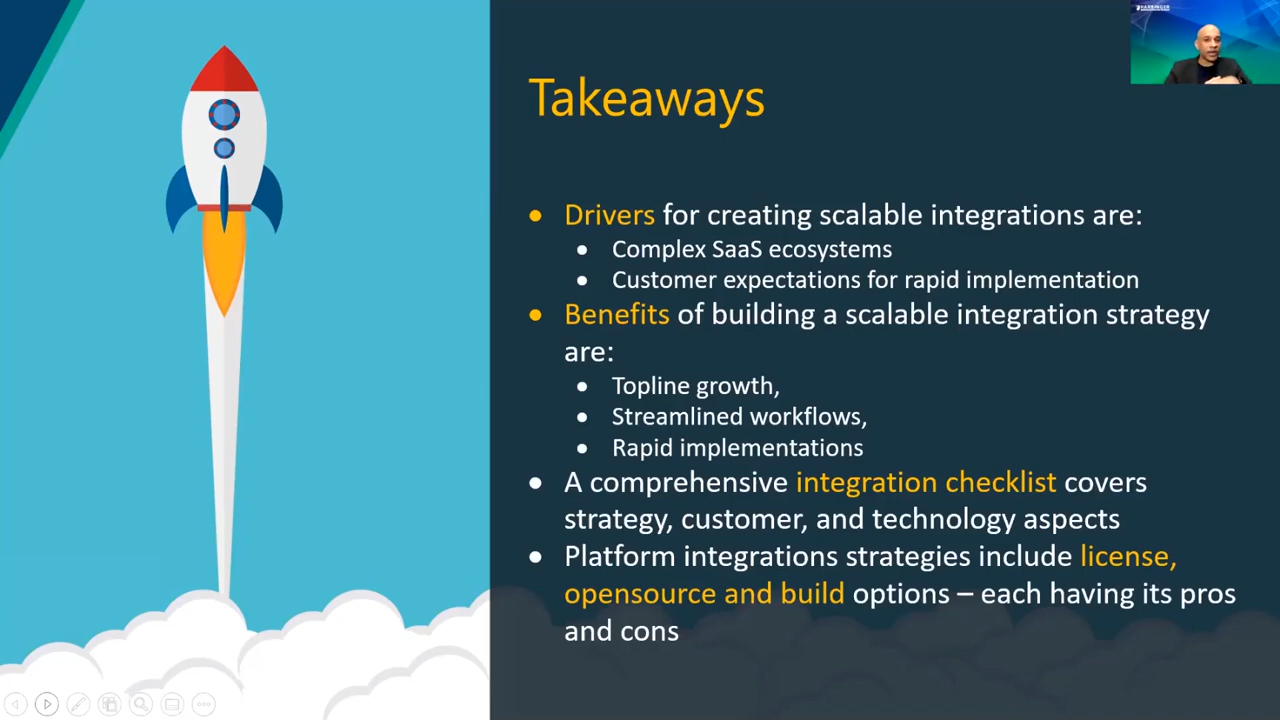 HARBINGER
Takeaways
• Drivers for creating scalable integrations are:
• Complex SaaS ecosystems
• Customer expectations for rapid implementation
• Benefits of building a scalable integration strategy
are:
• Topline growth,
• Streamlined workflows,
• Rapid implementations
• A comprehensive integration checklist covers
strategy, customer, and technology aspects
• Platform integrations strategies include license,
opensource and build options – each having its pros
and cons